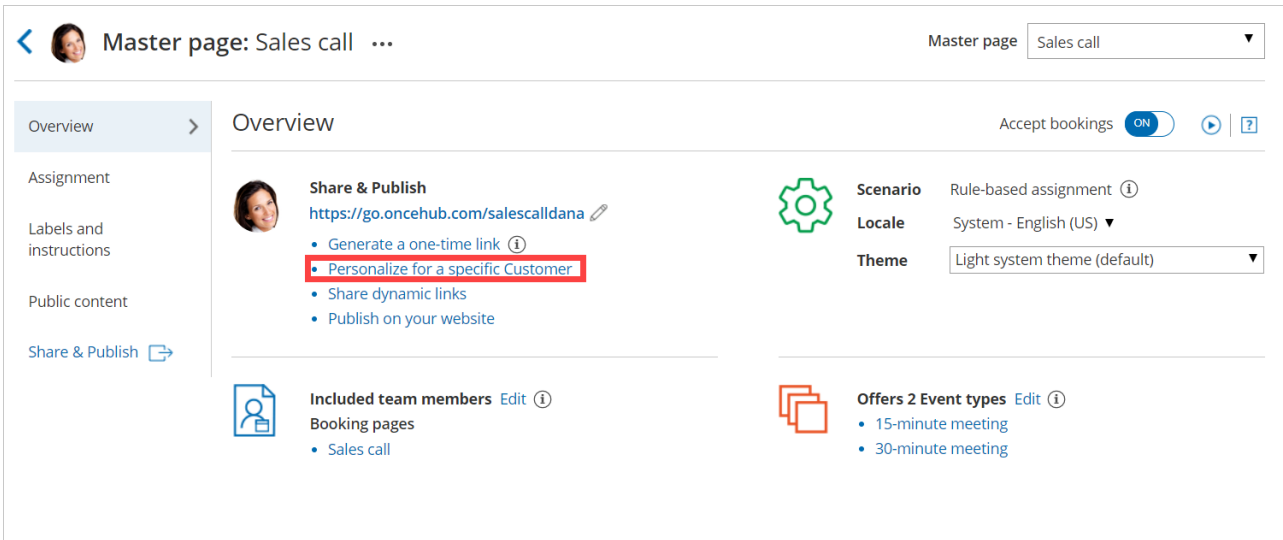 Master page: Sales call ...
Master page Sales call
Overview
Assignment
Labels and
instructions
Public content
Share & Publish
Overview
Accept bookings ON
?
Share & Publish
https://go.oncehub.com/salescalldana
• Generate a one-time link i
• Personalize for a specific Customer
• Share dynamic links
• Publish on your website
Scenario Rule-based assignment i
Locale System - English (US)
Theme Light system theme (default)
Included team members Edit i
Booking pages
• Sales call
Offers 2 Event types Edit i
• 15-minute meeting
• 30-minute meeting